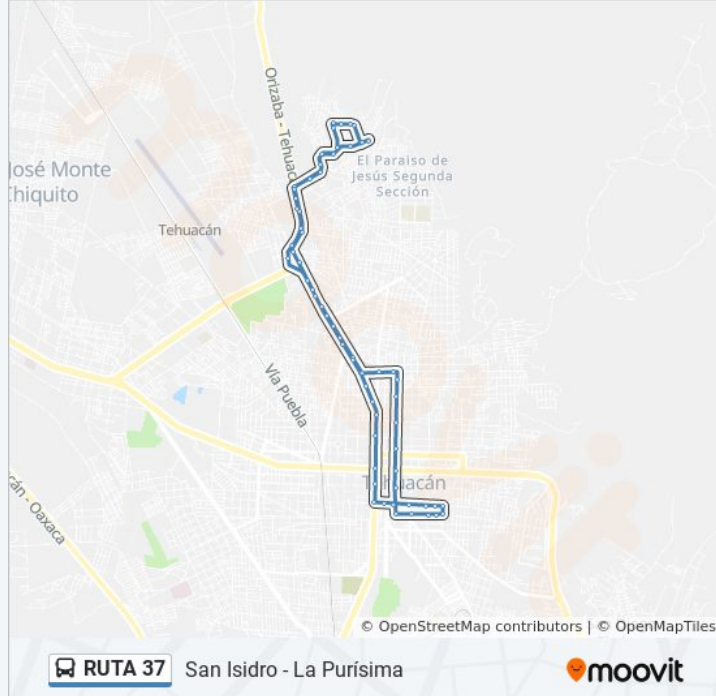 Orizaba - Tehuacá
José Monte
Chiquito
El Paraiso de
Jesús Segunda
Sección
Tehuacán
Vía Puebla
Tehuacán
cán - Oaxaca
© OpenStreetMap contributors | © OpenMapTiles
RUTA 37
San Isidro - La Purísima
moovit